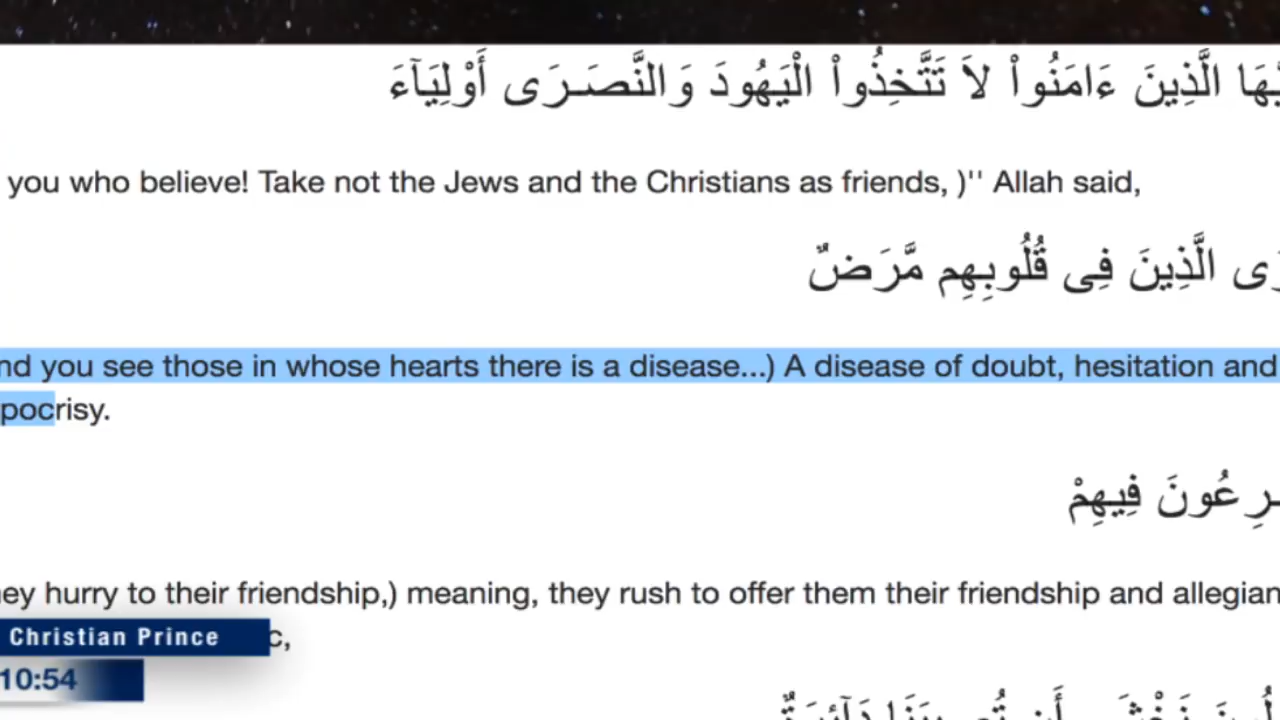 الَّذِينَ ءَامَنُواْ لاَ تَتَّخِذُواْ الْيَهُودَ وَالنَّصَـرَى أَوْلِيَآءَ
you who believe! Take not the Jews and the Christians as friends, )'' Allah said,
الَّذِينَ فِى قُلُوبِهِم مَّرَضٌ
nd you see those in whose hearts there is a disease...) A disease of doubt, hesitation and
pocrisy.
ـرِعُونَ فِيهِمْ
ey hurry to their friendship,) meaning, they rush to offer them their friendship and allegian
Christian Prince
c,
10:54